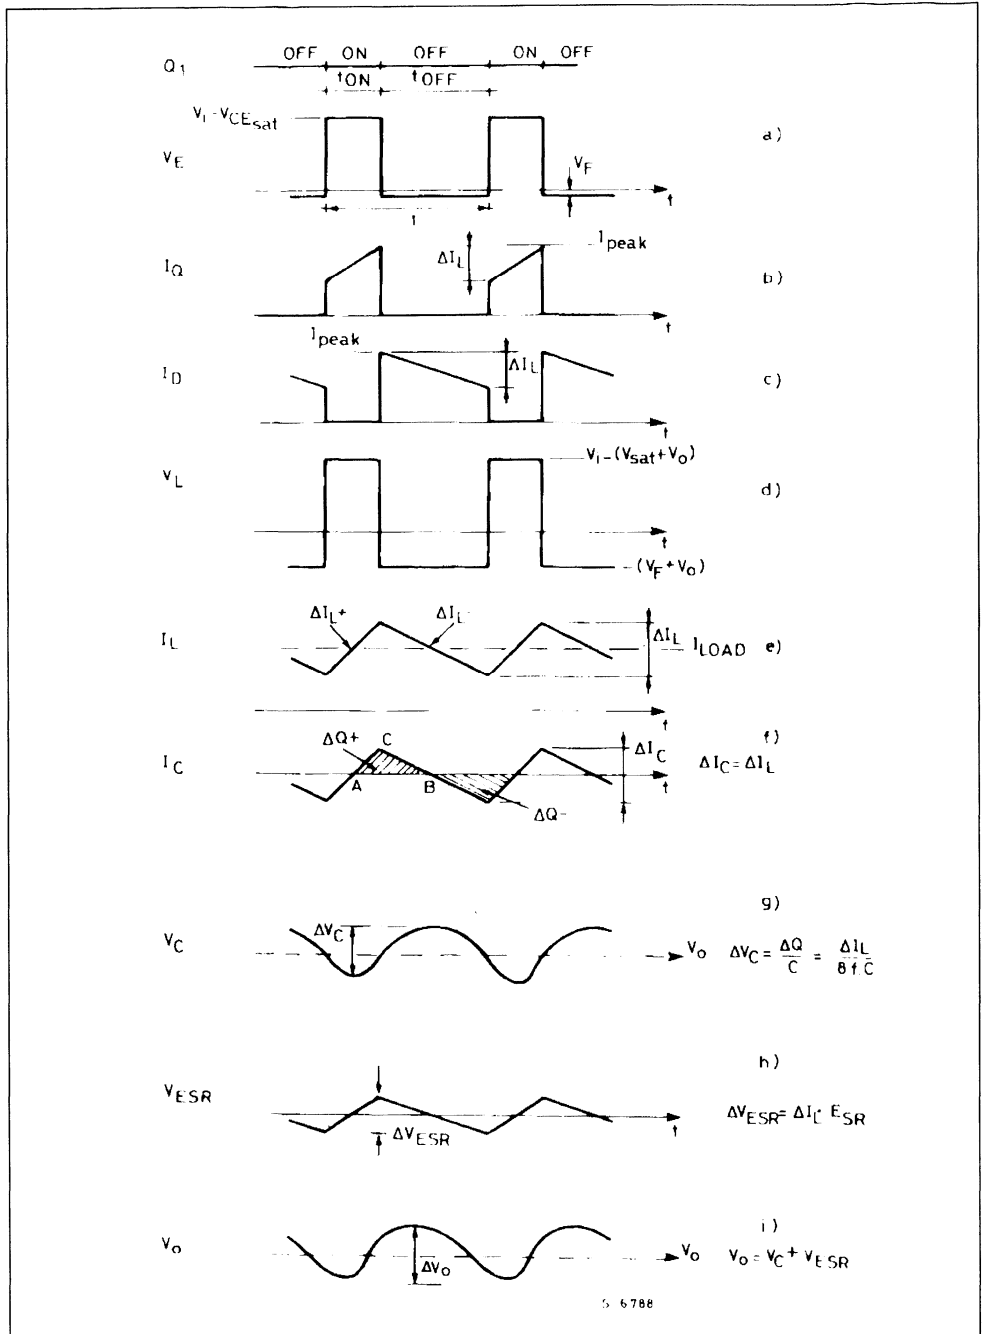 OFF ON OFF ON OFF
Q1
tON tOFF
Vi-VCEsat
a)
VE
VF
t
T
Ipeak
ΔIL
IQ
b)
t
Ipeak
ΔIL
ID
c)
t
Vi-(Vsat+Vo)
VL
d)
t
-(VF+Vo)
ΔIL+ ΔIL-
IL
ΔIL
ILOAD e)
t
f)
ΔQ+ C
IC
ΔIC
ΔIC=ΔIL
A B
t
ΔQ-
g)
ΔVC
VC
Vo ΔVC = ΔQ/C = ΔIL/8fC
h)
VESR
ΔVESR
t
ΔVESR = ΔIL · ESR
i)
Vo
ΔVo
Vo Vo = VC + VESR
S-6788